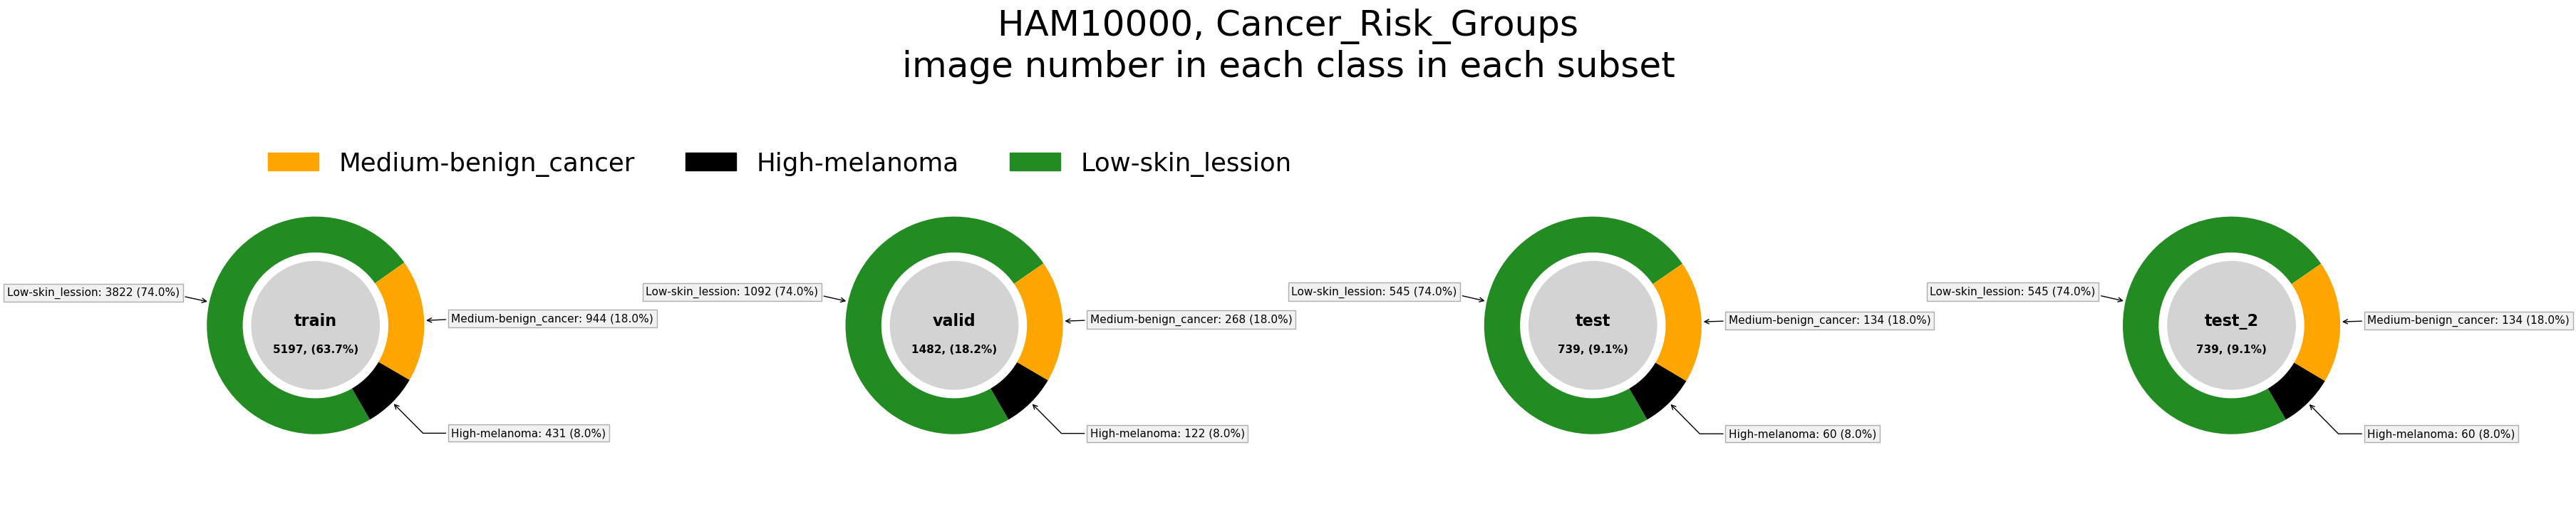 HAM10000, Cancer_Risk_Groups
image number in each class in each subset
Medium-benign_cancer
High-melanoma
Low-skin_lession
Low-skin_lession: 3822 (74.0%)
train
5197, (63.7%)
Medium-benign_cancer: 944 (18.0%)
High-melanoma: 431 (8.0%)
Low-skin_lession: 1092 (74.0%)
valid
1482, (18.2%)
Medium-benign_cancer: 268 (18.0%)
High-melanoma: 122 (8.0%)
Low-skin_lession: 545 (74.0%)
test
739, (9.1%)
Medium-benign_cancer: 134 (18.0%)
High-melanoma: 60 (8.0%)
Low-skin_lession: 545 (74.0%)
test_2
739, (9.1%)
Medium-benign_cancer: 134 (18.0%)
High-melanoma: 60 (8.0%)